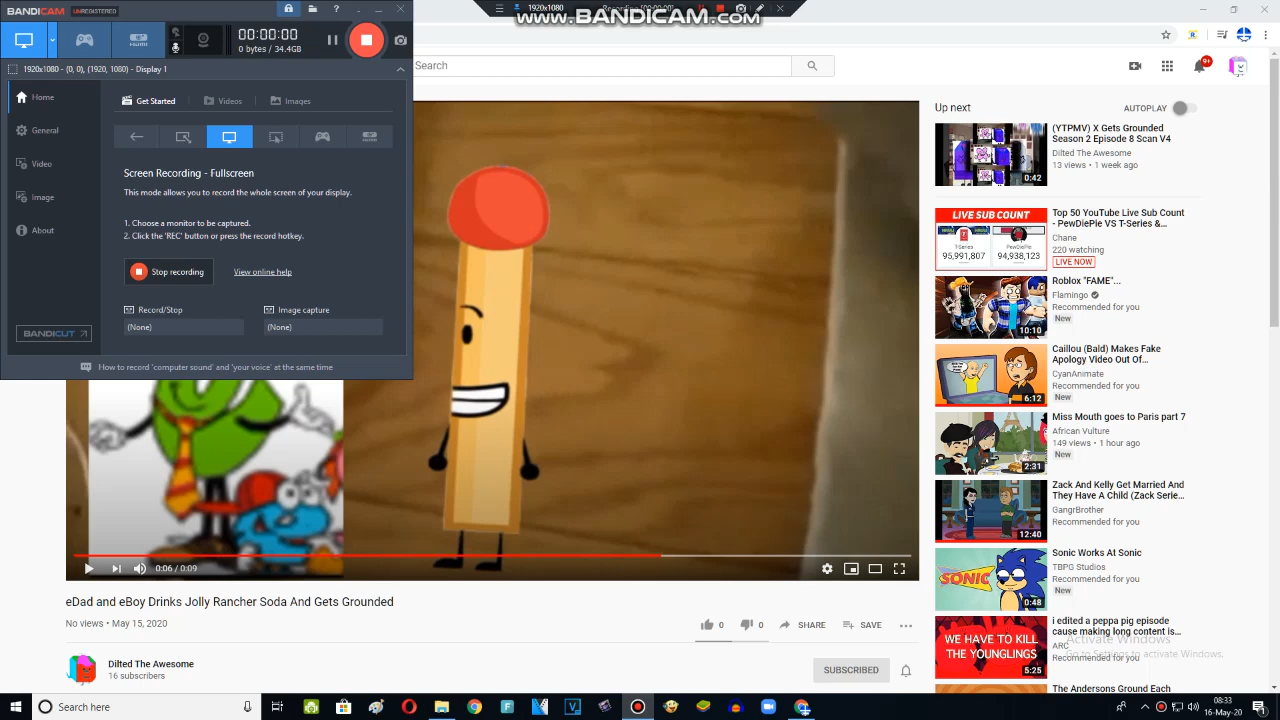 BANDICAM UNREGISTERED
1920x1080
Recording [00:00:00]
www.BANDICAM.com
HDMI
00:00:00
0 bytes / 34.4GB
1920x1080 - (0, 0), (1920, 1080) - Display 1
Search
9+
Home
General
Video
Image
About
BANDICUT
Get Started
Videos
Images
HDMI
Screen Recording - Fullscreen
This mode allows you to record the whole screen of your display.
1. Choose a monitor to be captured.
2. Click the 'REC' button or press the record hotkey.
Stop recording
View online help
Record/Stop
(None)
Image capture
(None)
How to record 'computer sound' and 'your voice' at the same time
0:06 / 0:09
eDad and eBoy Drinks Jolly Rancher Soda And Gets Grounded
No views • May 15, 2020
0
0
SHARE
SAVE
Dilted The Awesome
16 subscribers
SUBSCRIBED
Up next
AUTOPLAY
0:42
(YTPMV) X Gets Grounded
Season 2 Episode 8 Scan V4
Dilted The Awesome
13 views • 1 week ago
LIVE SUB COUNT
T-Series
PewDiePie
95,991,807
94,938,123
Top 50 YouTube Live Sub Count
- PewDiePie VS T-Series &...
Chane
220 watching
LIVE NOW
10:10
Roblox "FAME"...
Flamingo
Recommended for you
New
6:12
Caillou (Bald) Makes Fake
Apology Video Out Of...
CyanAnimate
Recommended for you
New
2:31
Miss Mouth goes to Paris part 7
African Vulture
149 views • 1 hour ago
New
12:40
Zack And Kelly Get Married And
They Have A Child (Zack Serie...
GangrBrother
Recommended for you
SONIC
0:48
Sonic Works At Sonic
TBPG Studios
Recommended for you
New
WE HAVE TO KILL
THE YOUNGLINGS
5:25
i edited a peppa pig episode
cause making long content is...
ARC
Recommended for you
Activate Windows
Go to Settings to activate Windows.
The Andersons Ground Each
Search here
08:33
16-May-20
1